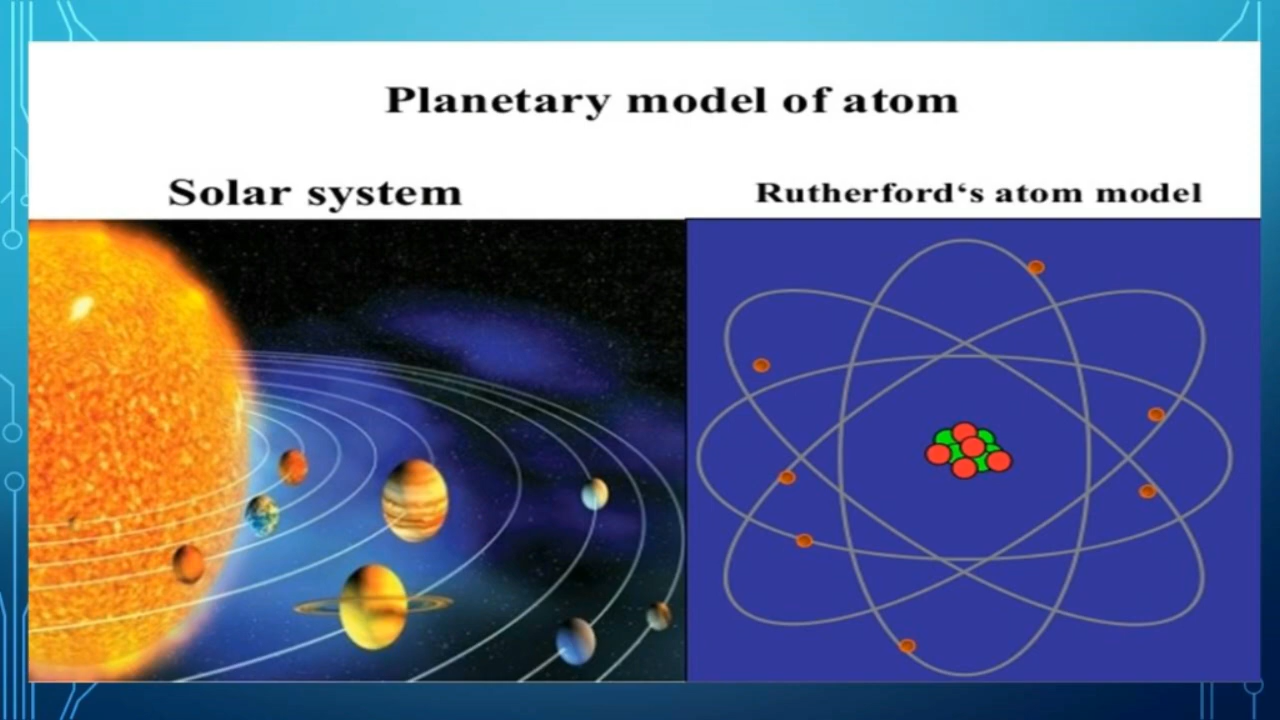 Planetary model of atom
Solar system
Rutherford‘s atom model